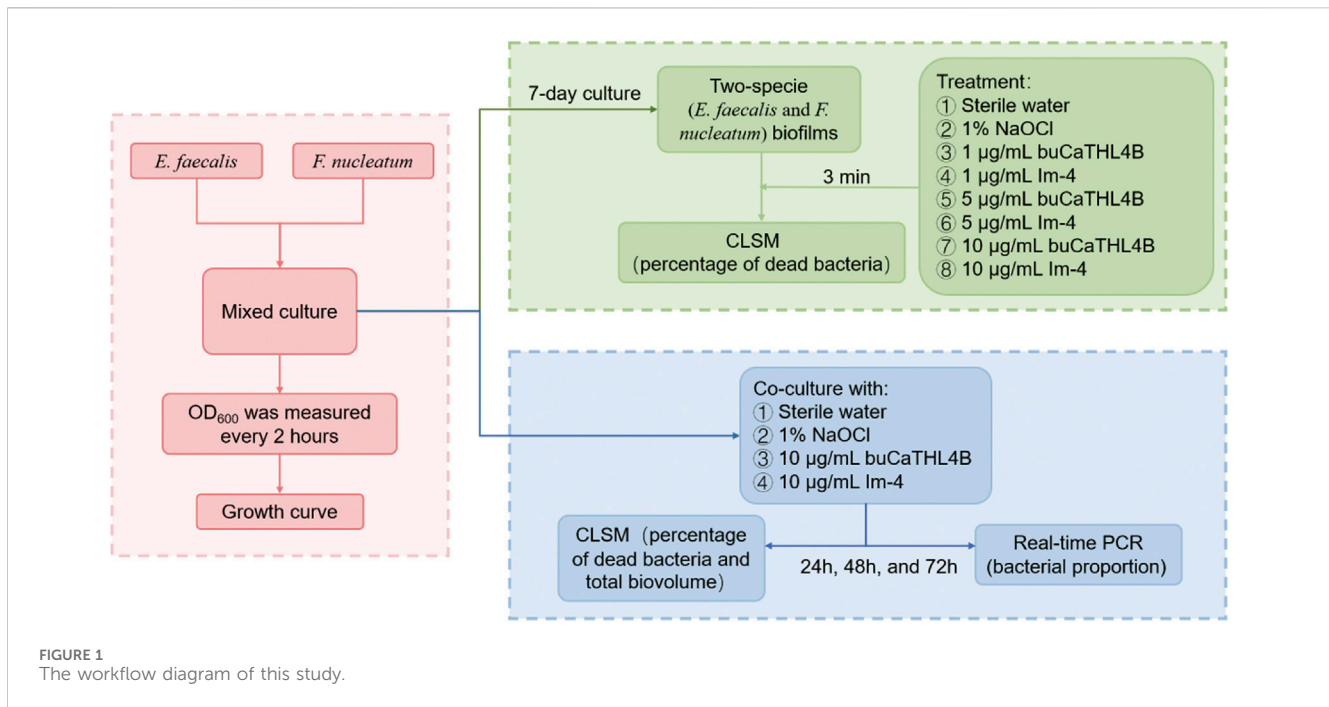 E. faecalis
F. nucleatum
Mixed culture
OD₆₀₀ was measured
every 2 hours
Growth curve
7-day culture
Two-specie
(E. faecalis and F.
nucleatum) biofilms
3 min
CLSM
(percentage of dead bacteria)
Treatment:
① Sterile water
② 1% NaOCl
③ 1 µg/mL buCaTHL4B
④ 1 µg/mL Im-4
⑤ 5 µg/mL buCaTHL4B
⑥ 5 µg/mL Im-4
⑦ 10 µg/mL buCaTHL4B
⑧ 10 µg/mL Im-4
Co-culture with:
① Sterile water
② 1% NaOCl
③ 10 µg/mL buCaTHL4B
④ 10 µg/mL Im-4
CLSM（percentage
of dead bacteria and
total biovolume）
24h, 48h, and 72h
Real-time PCR
(bacterial proportion)
FIGURE 1
The workflow diagram of this study.